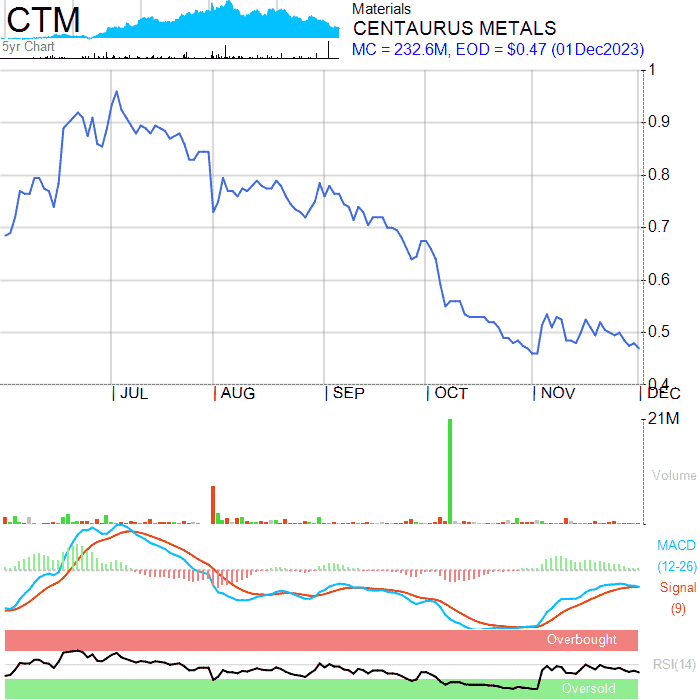 CTM
5yr Chart
Materials
CENTAURUS METALS
MC = 232.6M, EOD = $0.47 (01Dec2023)
1
0.9
0.8
0.7
0.6
0.5
0.4
JUL AUG SEP OCT NOV DEC
21M
Volume
MACD
(12-26)
Signal
(9)
Overbought
RSI(14)
Oversold